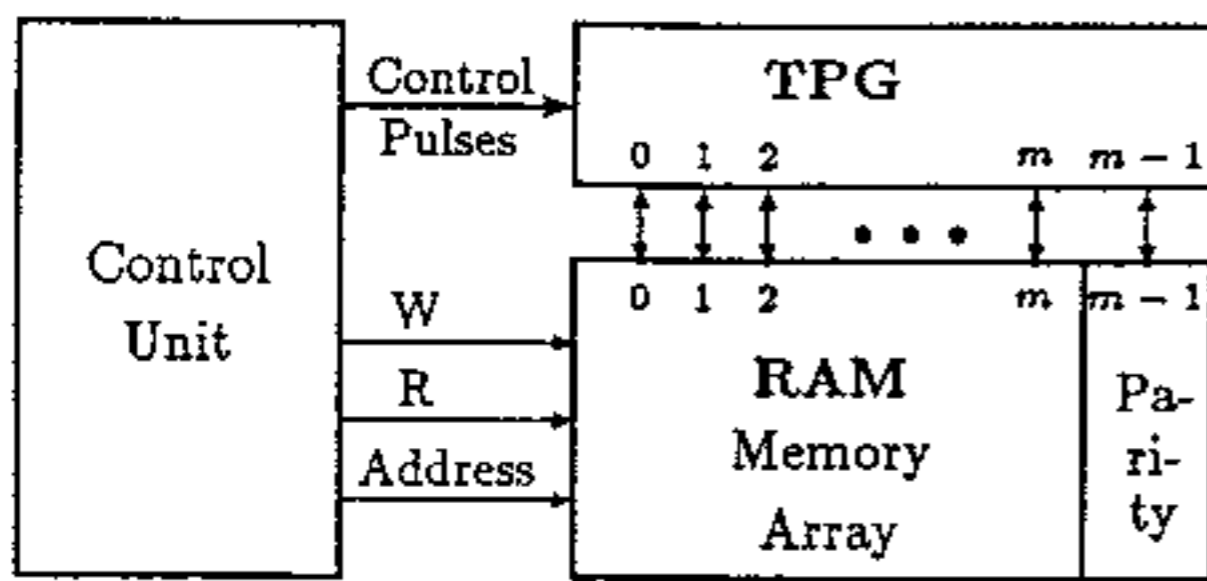 Control
Pulses
TPG
0 1 2 m m − 1
Control
Unit
0 1 2 m m − 1
W
R
Address
RAM
Memory
Array
Pa-
ri-
ty